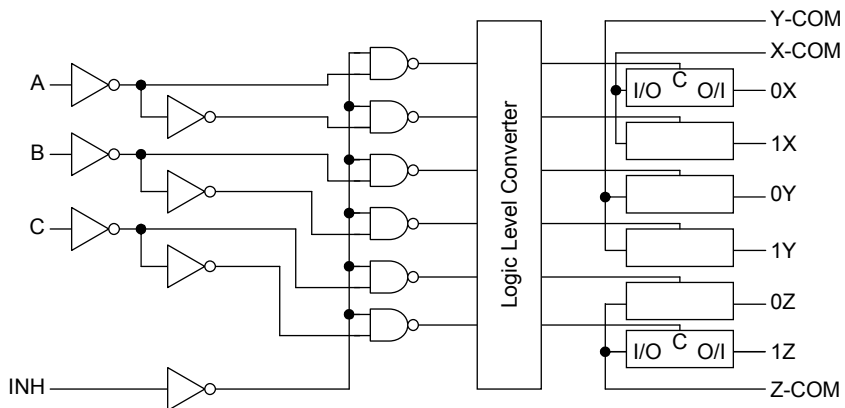 Y-COM
X-COM
A
I/O C O/I
0X
B
1X
C
0Y
Logic Level Converter
1Y
0Z
I/O C O/I
1Z
INH
Z-COM